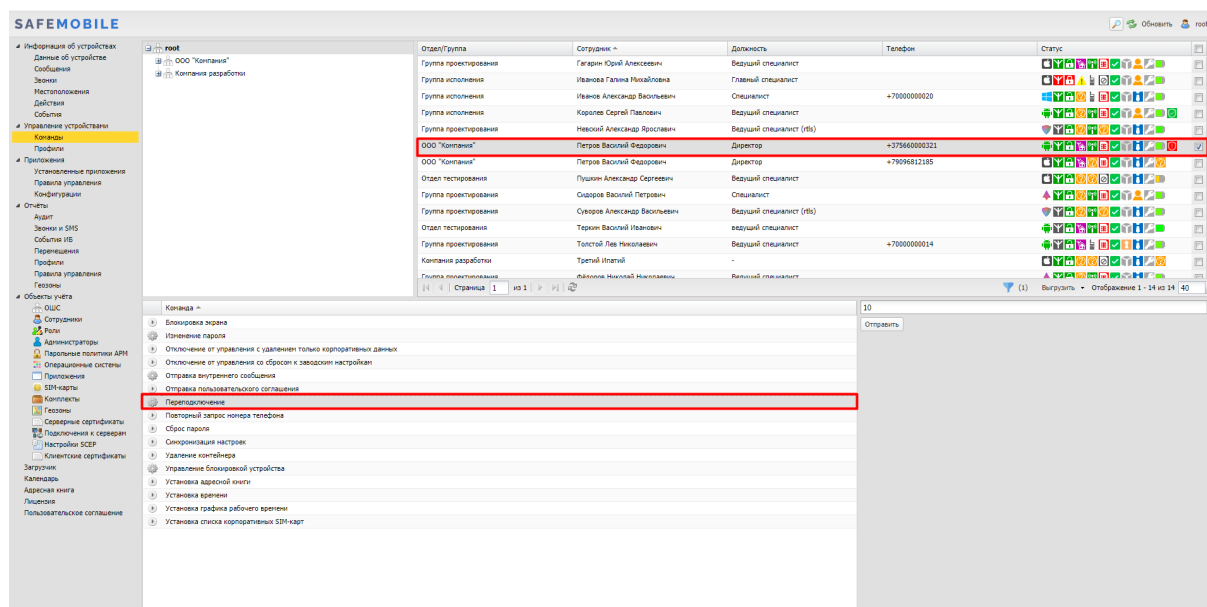 SAFEMOBILE
Обновить root
Информация об устройствах
Данные об устройстве
Сообщения
Звонки
Местоположения
Действия
События
Управление устройствами
Команды
Профили
Приложения
Установленные приложения
Правила управления
Конфигурации
Отчёты
Аудит
Звонки и SMS
События ИБ
Перемещения
Профили
Правила управления
Геозоны
Объекты учёта
ОШС
Сотрудники
Роли
Администраторы
Парольные политики АРМ
Операционные системы
Приложения
SIM-карты
Комплекты
Геозоны
Серверные сертификаты
Подключения к серверам
Настройки SCEP
Клиентские сертификаты
Загрузчик
Календарь
Адресная книга
Лицензия
Пользовательское соглашение
root
ООО "Компания"
Компания разработки
Отдел/Группа Сотрудник Должность Телефон Статус
Группа проектирования Гагарин Юрий Алексеевич Ведущий специалист
Группа исполнения Иванова Галина Михайловна Главный специалист
Группа исполнения Иванов Александр Васильевич Специалист +70000000020
Группа исполнения Королев Сергей Павлович Ведущий специалист
Группа проектирования Невский Александр Ярославич Ведущий специалист (rtls)
ООО "Компания" Петров Василий Федорович Директор +375660000321
ООО "Компания" Петров Василий Федорович Директор +79096812185
Отдел тестирования Пушкин Александр Сергеевич Ведущий специалист
Группа проектирования Сидоров Василий Петрович Специалист
Группа проектирования Суворов Александр Васильевич Ведущий специалист (rtls)
Отдел тестирования Теркин Василий Иванович ведущий специалист
Группа проектирования Толстой Лев Николаевич Ведущий специалист +70000000014
Компания разработки Третий Ипатий -
Группа проектирования Фёдоров Николай Николаевич Ведущий специалист
Страница 1 из 1 (1) Выгрузить Отображение 1 - 14 из 14 40
Команда
Блокировка экрана
Изменение пароля
Отключение от управления с удалением только корпоративных данных
Отключение от управления со сбросом к заводским настройкам
Отправка внутреннего сообщения
Отправка пользовательского соглашения
Переподключение
Повторный запрос номера телефона
Сброс пароля
Синхронизация настроек
Удаление контейнера
Управление блокировкой устройства
Установка адресной книги
Установка времени
Установка графика рабочего времени
Установка списка корпоративных SIM-карт
10
Отправить